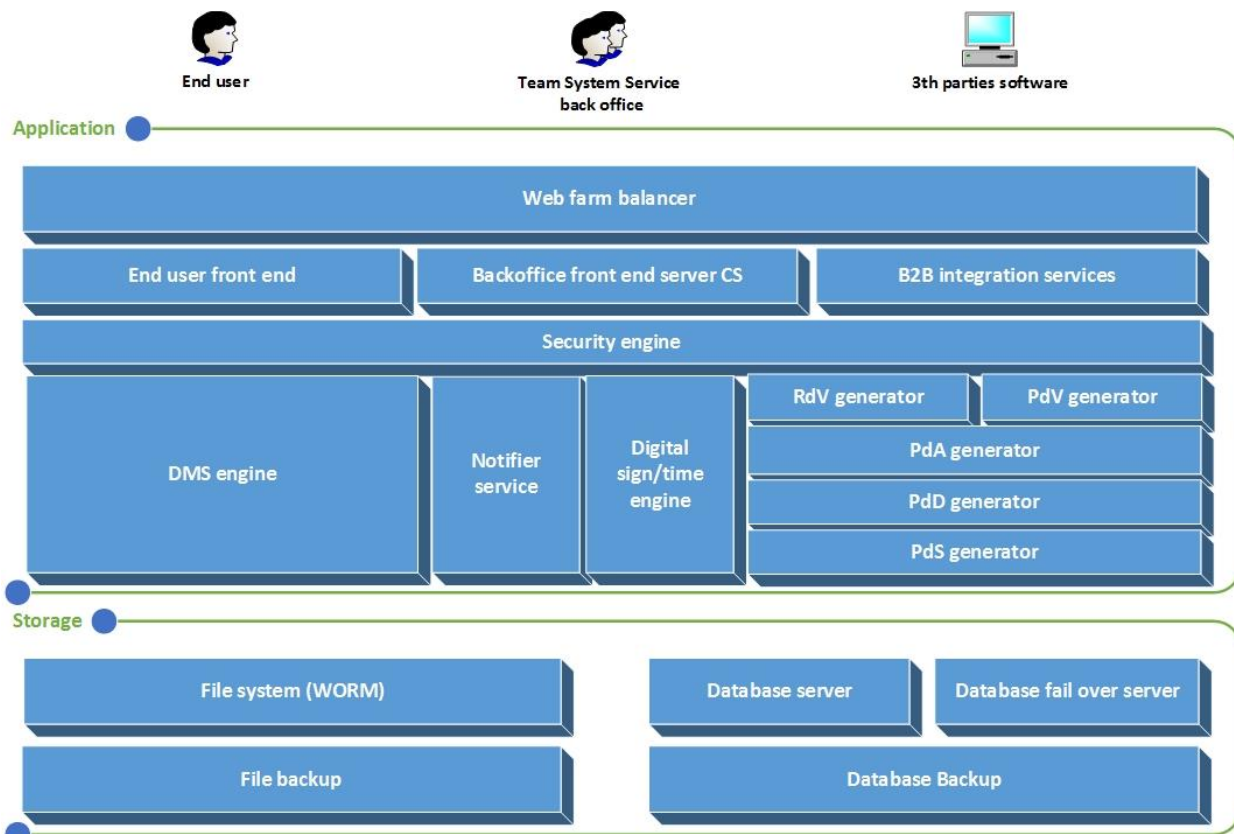 End user
Team System Service
back office
3th parties software
Application
Web farm balancer
End user front end
Backoffice front end server CS
B2B integration services
Security engine
DMS engine
Notifier
service
Digital
sign/time
engine
RdV generator
PdV generator
PdA generator
PdD generator
PdS generator
Storage
File system (WORM)
Database server
Database fail over server
File backup
Database Backup